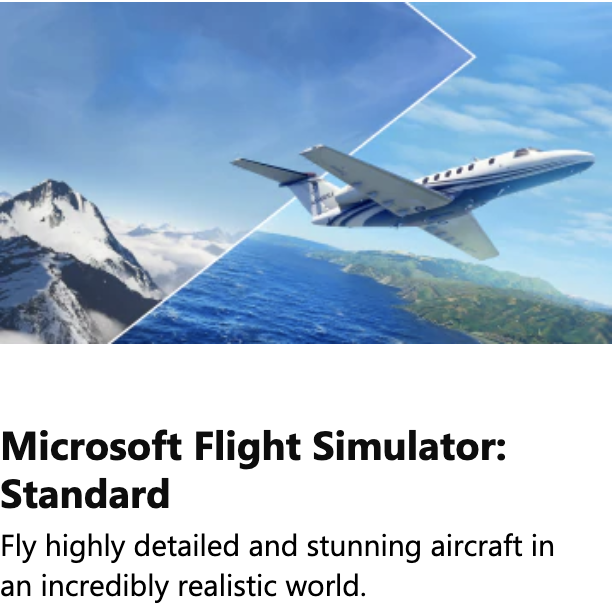 Microsoft Flight Simulator:
Standard
Fly highly detailed and stunning aircraft in
an incredibly realistic world.